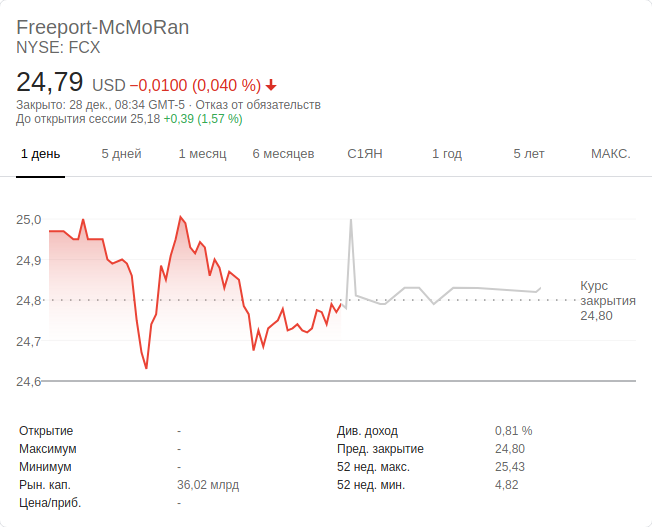 Freeport-McMoRan
NYSE: FCX
24,79 USD −0,0100 (0,040 %)
Закрыто: 28 дек., 08:34 GMT-5 · Отказ от обязательств
До открытия сессии 25,18 +0,39 (1,57 %)
1 день 5 дней 1 месяц 6 месяцев С1ЯН 1 год 5 лет МАКС.
25,0
24,9
24,8
24,7
24,6
Курс
закрытия
24,80
Открытие - Див. доход 0,81 %
Максимум - Пред. закрытие 24,80
Минимум - 52 нед. макс. 25,43
Рын. кап. 36,02 млрд 52 нед. мин. 4,82
Цена/приб. -